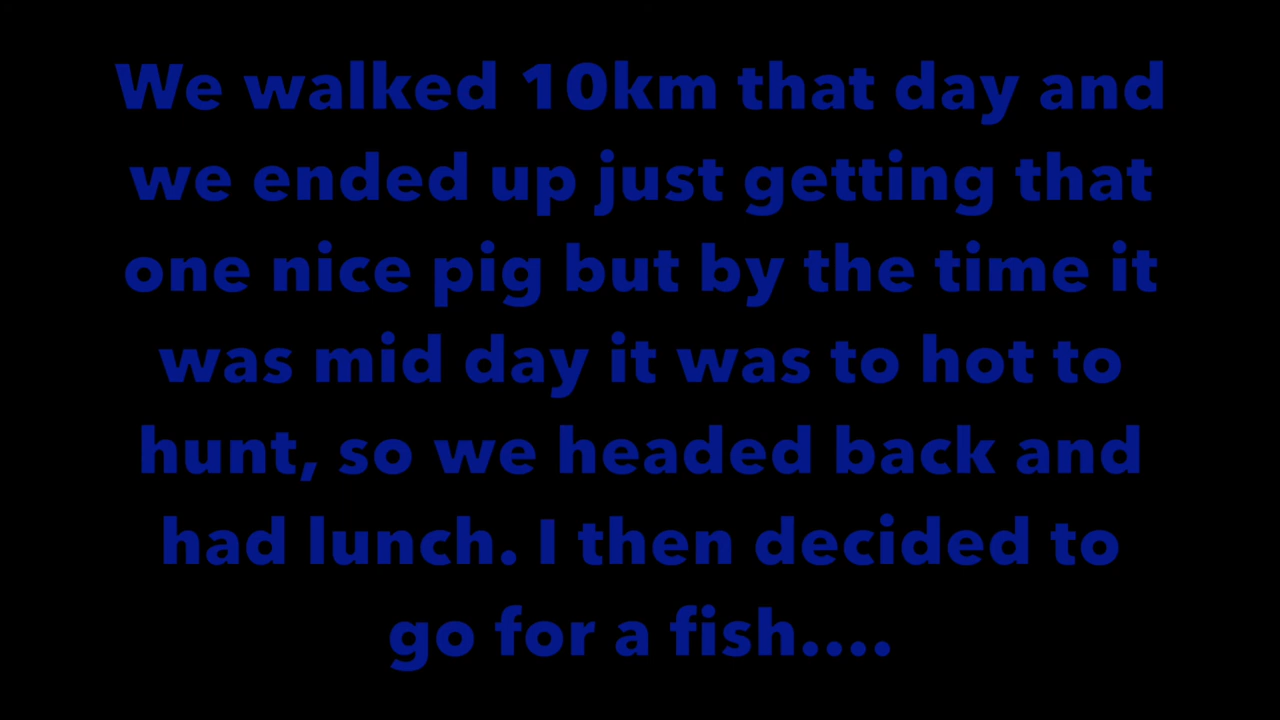 We walked 10km that day and
we ended up just getting that
one nice pig but by the time it
was mid day it was to hot to
hunt, so we headed back and
had lunch. I then decided to
go for a fish....